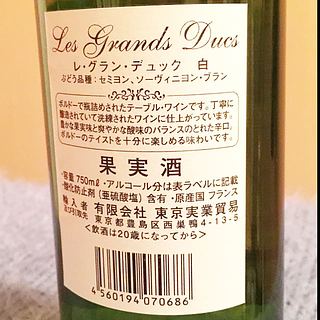 Les Grands Ducs
レ・グラン・デュック 白
ぶどう品種：セミヨン、ソーヴィニヨン・ブラン
ボルドーで瓶詰めされたテーブル・ワインです。丁寧に
醸造されていて洗練されたワインに仕上がっています。
豊かな果実味と爽やかな酸味のバランスのとれた辛口。
ボルドーのテイストを十分に楽しめる味わいです。
果実酒
・容量 750mℓ・アルコール分は表ラベルに記載
・酸化防止剤（亜硫酸塩）含有・原産国 フランス
輸入者及び引取先 有限会社 東京実業貿易
東京都豊島区西巣鴨4-13-5
＜飲酒は20歳になってから＞
4 560194 070686